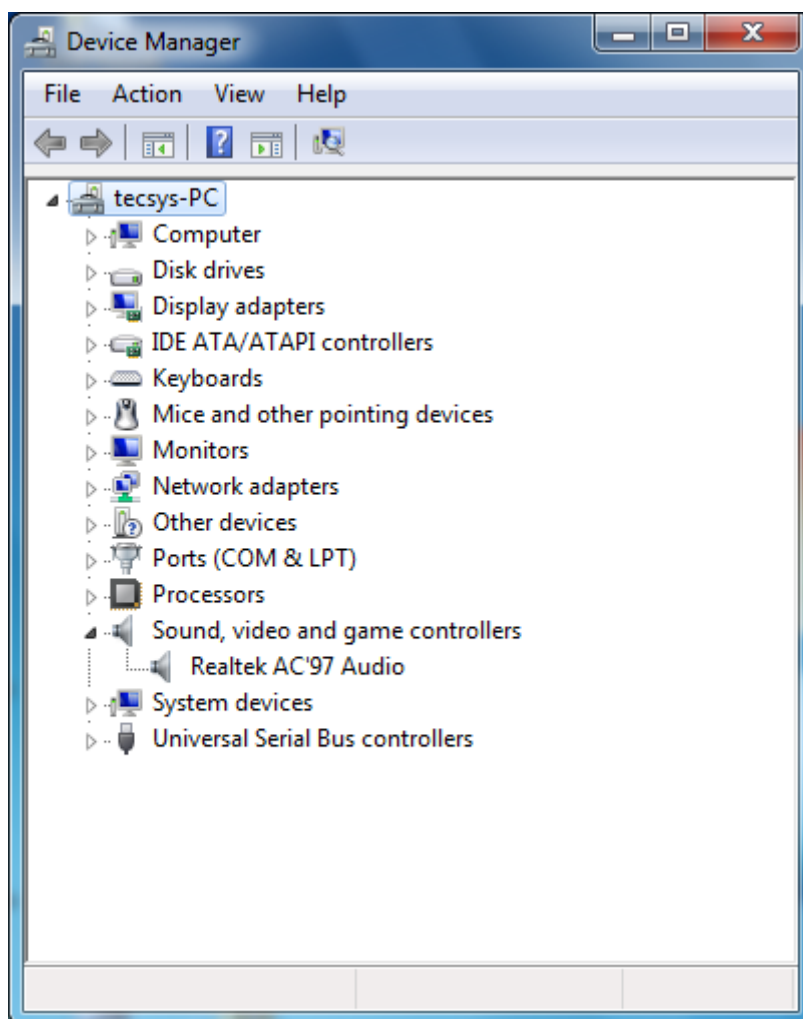 Device Manager
File Action View Help
tecsys-PC
Computer
Disk drives
Display adapters
IDE ATA/ATAPI controllers
Keyboards
Mice and other pointing devices
Monitors
Network adapters
Other devices
Ports (COM & LPT)
Processors
Sound, video and game controllers
Realtek AC'97 Audio
System devices
Universal Serial Bus controllers